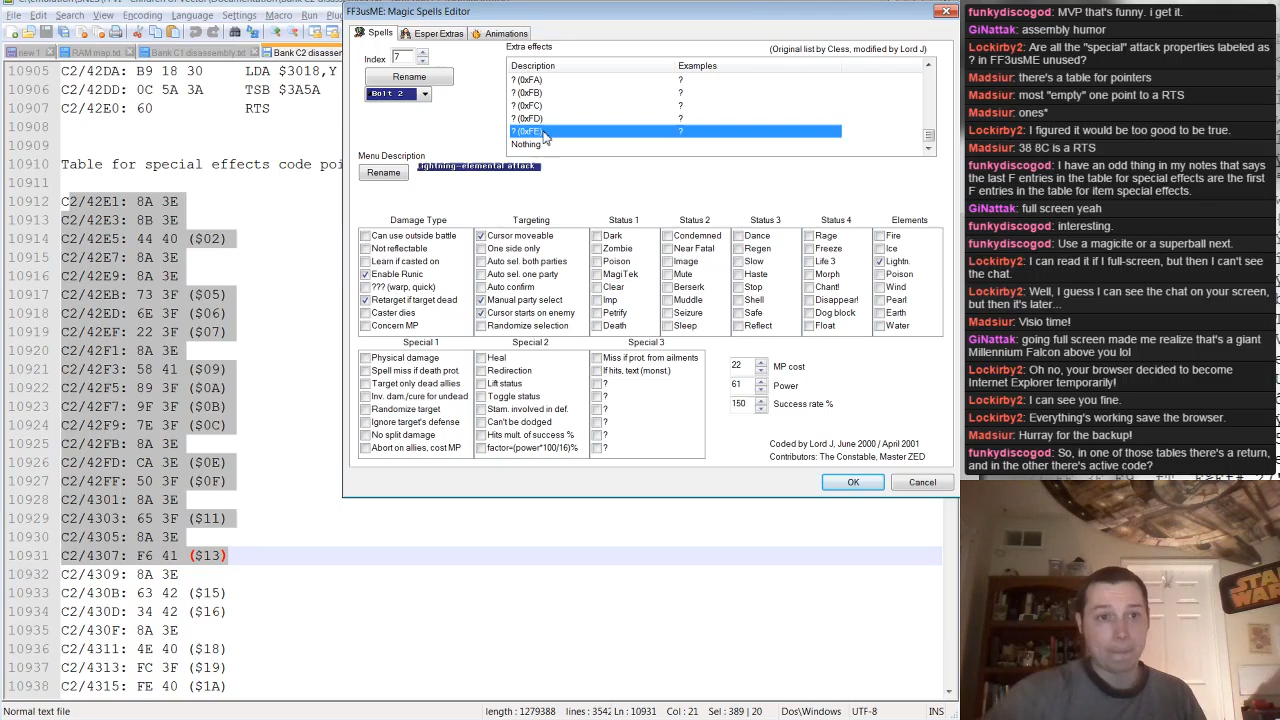 File Edit Search View Encoding Language Settings Macro Run
new 1 RAM map.txt Bank C1 disassembly.txt Bank C2 disasse
10905 C2/42DA: B9 18 30 LDA $3018,Y
10906 C2/42DD: 0C 5A 3A TSB $3A5A
10907 C2/42E0: 60 RTS
10908
10909
10910 Table for special effects code po
10911
10912 C2/42E1: 8A 3E
10913 C2/42E3: 8B 3E
10914 C2/42E5: 44 40 ($02)
10915 C2/42E7: 8A 3E
10916 C2/42E9: 8A 3E
10917 C2/42EB: 73 3F ($05)
10918 C2/42ED: 6E 3F ($06)
10919 C2/42EF: 22 3F ($07)
10920 C2/42F1: 8A 3E
10921 C2/42F3: 58 41 ($09)
10922 C2/42F5: 89 3F ($0A)
10923 C2/42F7: 9F 3F ($0B)
10924 C2/42F9: 7E 3F ($0C)
10925 C2/42FB: 8A 3E
10926 C2/42FD: CA 3E ($0E)
10927 C2/42FF: 50 3F ($0F)
10928 C2/4301: 8A 3E
10929 C2/4303: 65 3F ($11)
10930 C2/4305: 8A 3E
10931 C2/4307: F6 41 ($13)
10932 C2/4309: 8A 3E
10933 C2/430B: 63 42 ($15)
10934 C2/430D: 34 42 ($16)
10935 C2/430F: 8A 3E
10936 C2/4311: 4E 40 ($18)
10937 C2/4313: FC 3F ($19)
10938 C2/4315: FE 40 ($1A)
Normal text file length : 1279388 lines : 3542 Ln : 10931 Col : 21 Sel : 389 | 20 Dos\Windows UTF-8 INS
FF3usME: Magic Spells Editor
Spells Esper Extras Animations
Index 7
Rename
Bolt 2
Extra effects (Original list by Cless, modified by Lord J)
Description Examples
? (0xFA) ?
? (0xFB) ?
? (0xFC) ?
? (0xFD) ?
? (0xFE) ?
Nothing
Menu Description
Rename
lightning-elemental attack
Damage Type
Can use outside battle
Not reflectable
Learn if casted on
Enable Runic
??? (warp, quick)
Retarget if target dead
Caster dies
Concern MP
Targeting
Cursor moveable
One side only
Auto sel. both parties
Auto sel. one party
Auto confirm
Manual party select
Cursor starts on enemy
Randomize selection
Status 1
Dark
Zombie
Poison
MagiTek
Clear
Imp
Petrify
Death
Status 2
Condemned
Near Fatal
Image
Mute
Berserk
Muddle
Seizure
Sleep
Status 3
Dance
Regen
Slow
Haste
Stop
Shell
Safe
Reflect
Status 4
Rage
Freeze
Life 3
Morph
Chant!
Disappear!
Dog block
Float
Elements
Fire
Ice
Lightn.
Poison
Wind
Pearl
Earth
Water
Special 1
Physical damage
Spell miss if death prot.
Target only dead allies
Inv. dam./cure for undead
Randomize target
Ignore target's defense
No split damage
Abort on allies, cost MP
Special 2
Heal
Redirection
Lift status
Toggle status
Stam. involved in def.
Can't be dodged
Hits mult. of success %
factor=(power*100/16)%
Special 3
Miss if prot. from ailments
If hits, text (monst.)
?
?
?
?
?
?
22 MP cost
61 Power
150 Success rate %
Coded by Lord J, June 2000 / April 2001
Contributors: The Constable, Master ZED
OK Cancel
funkydiscogod: MVP that's funny. i get it.
GiNattak: assembly humor
Lockirby2: Are all the "special" attack properties labeled as
? in FF3usME unused?
Madsiur: there's a table for pointers
Madsiur: most "empty" one point to a RTS
Madsiur: ones*
Lockirby2: I figured it would be too good to be true.
Madsiur: 38 8C is a RTS
funkydiscogod: I have an odd thing in my notes that says
the last F entries in the table for special effects are the first
F entries in the table for item special effects.
GiNattak: full screen yeah
funkydiscogod: interesting.
funkydiscogod: Use a magicite or a superball next.
Lockirby2: I can read it if I full-screen, but then I can't see
the chat.
Lockirby2: Well, I guess I can see the chat on your screen,
but then it's later...
Madsiur: Visio time!
GiNattak: going full screen made me realize that's a giant
Millennium Falcon above you lol
Lockirby2: Oh no, your browser decided to become
Internet Explorer temporarily!
Lockirby2: I can see you fine.
Lockirby2: Everything's working save the browser.
Madsiur: Hurray for the backup!
funkydiscogod: So, in one of those tables there's a return,
and in the other there's active code?
STAR